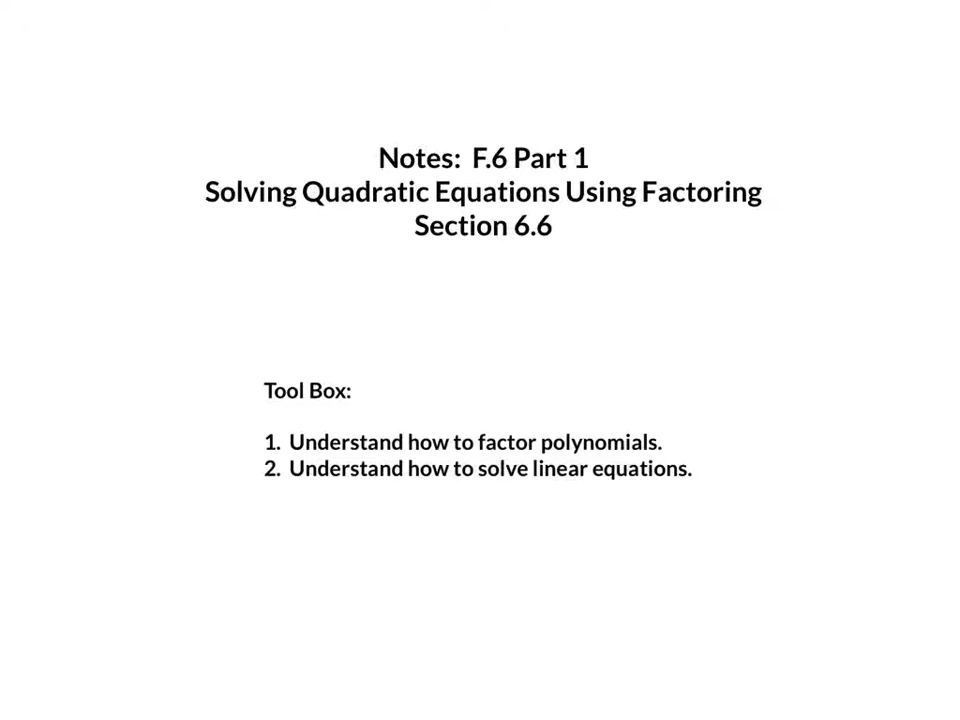 Notes: F.6 Part 1
Solving Quadratic Equations Using Factoring
Section 6.6
Tool Box:
1. Understand how to factor polynomials.
2. Understand how to solve linear equations.